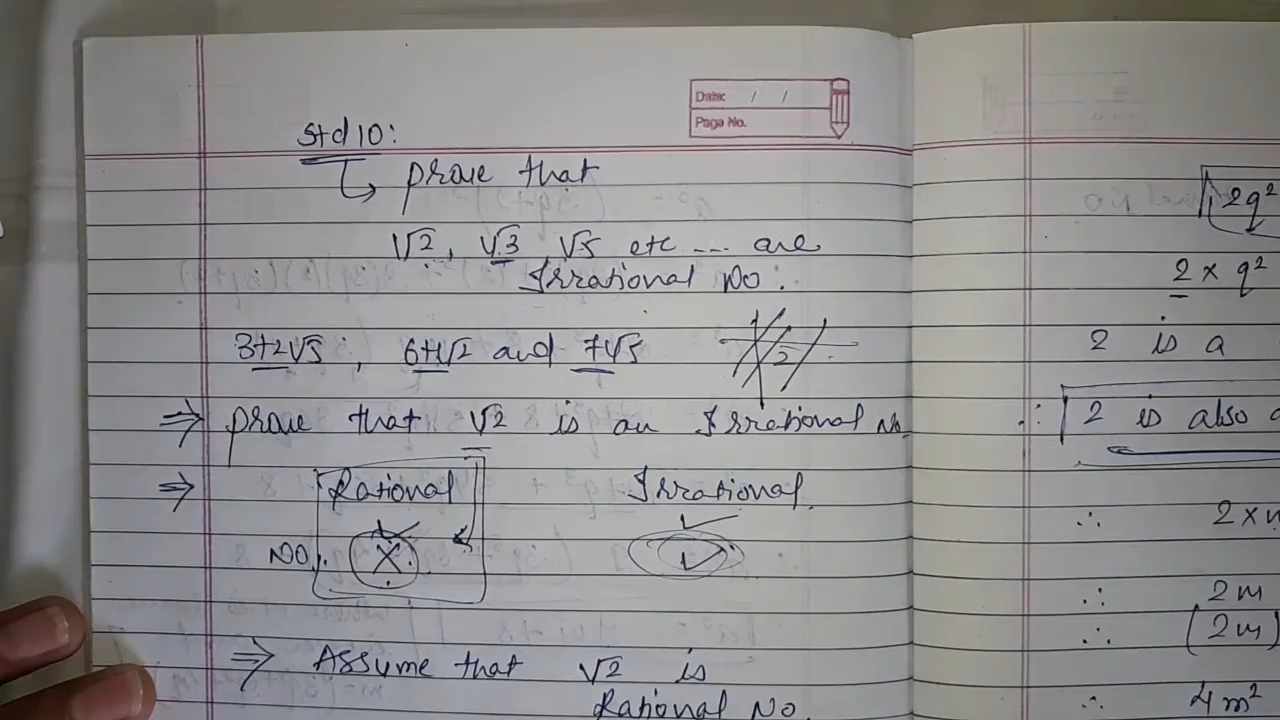 Date: / /
Page No.
Std 10:
↳ prove that
√2, √3 √5 etc --- are
Irrational No:
3+2√5 ; 6+√2 and 7√5
2
⇒ prove that √2 is an Irrational No.
⇒ Rational Irrational
NO.
⇒ Assume that √2 is
Rational No.
2q²
2 × q²
2 is a
∴ 2 is also
∴ 2 ×
∴ 2m
∴ (2m)
∴ 4m²